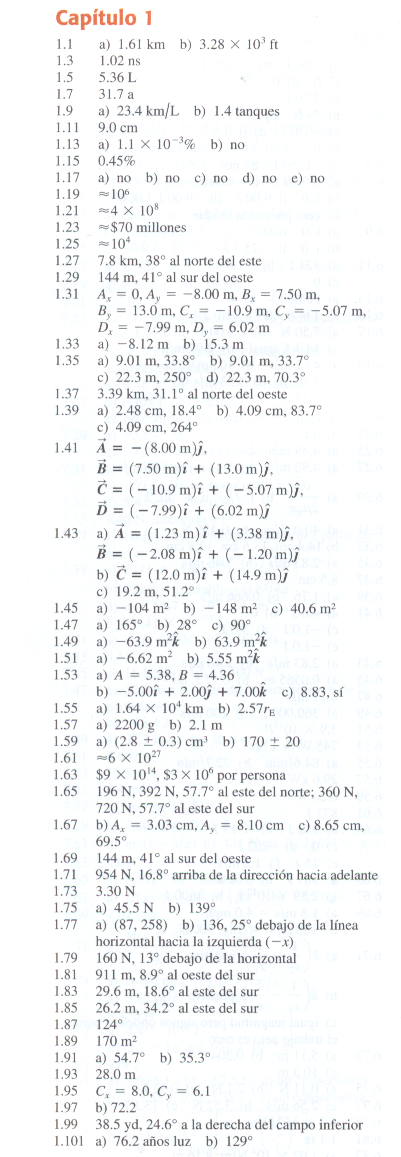 Capítulo 1
1.1 a) 1.61 km b) 3.28 × 10³ ft
1.3 1.02 ns
1.5 5.36 L
1.7 31.7 a
1.9 a) 23.4 km/L b) 1.4 tanques
1.11 9.0 cm
1.13 a) 1.1 × 10⁻³% b) no
1.15 0.45%
1.17 a) no b) no c) no d) no e) no
1.19 ≈10⁶
1.21 ≈4 × 10⁸
1.23 ≈$70 millones
1.25 ≈10⁴
1.27 7.8 km, 38° al norte del este
1.29 144 m, 41° al sur del oeste
1.31 Aₓ = 0, A_y = −8.00 m, Bₓ = 7.50 m,
B_y = 13.0 m, Cₓ = −10.9 m, C_y = −5.07 m,
Dₓ = −7.99 m, D_y = 6.02 m
1.33 a) −8.12 m b) 15.3 m
1.35 a) 9.01 m, 33.8° b) 9.01 m, 33.7°
c) 22.3 m, 250° d) 22.3 m, 70.3°
1.37 3.39 km, 31.1° al norte del oeste
1.39 a) 2.48 cm, 18.4° b) 4.09 cm, 83.7°
c) 4.09 cm, 264°
1.41 A⃗ = −(8.00 m)ĵ,
B⃗ = (7.50 m)î + (13.0 m)ĵ,
C⃗ = (−10.9 m)î + (−5.07 m)ĵ,
D⃗ = (−7.99)î + (6.02 m)ĵ
1.43 a) A⃗ = (1.23 m)î + (3.38 m)ĵ,
B⃗ = (−2.08 m)î + (−1.20 m)ĵ
b) C⃗ = (12.0 m)î + (14.9 m)ĵ
c) 19.2 m, 51.2°
1.45 a) −104 m² b) −148 m² c) 40.6 m²
1.47 a) 165° b) 28° c) 90°
1.49 a) −63.9 m²k̂ b) 63.9 m²k̂
1.51 a) −6.62 m² b) 5.55 m²k̂
1.53 a) A = 5.38, B = 4.36
b) −5.00î + 2.00ĵ + 7.00k̂ c) 8.83, sí
1.55 a) 1.64 × 10⁴ km b) 2.57r_E
1.57 a) 2200 g b) 2.1 m
1.59 a) (2.8 ± 0.3) cm³ b) 170 ± 20
1.61 ≈6 × 10²⁷
1.63 $9 × 10¹⁴, $3 × 10⁶ por persona
1.65 196 N, 392 N, 57.7° al este del norte; 360 N,
720 N, 57.7° al este del sur
1.67 b) Aₓ = 3.03 cm, A_y = 8.10 cm c) 8.65 cm,
69.5°
1.69 144 m, 41° al sur del oeste
1.71 954 N, 16.8° arriba de la dirección hacia adelante
1.73 3.30 N
1.75 a) 45.5 N b) 139°
1.77 a) (87, 258) b) 136, 25° debajo de la línea
horizontal hacia la izquierda (−x)
1.79 160 N, 13° debajo de la horizontal
1.81 911 m, 8.9° al oeste del sur
1.83 29.6 m, 18.6° al este del sur
1.85 26.2 m, 34.2° al este del sur
1.87 124°
1.89 170 m²
1.91 a) 54.7° b) 35.3°
1.93 28.0 m
1.95 Cₓ = 8.0, C_y = 6.1
1.97 b) 72.2
1.99 38.5 yd, 24.6° a la derecha del campo inferior
1.101 a) 76.2 años luz b) 129°